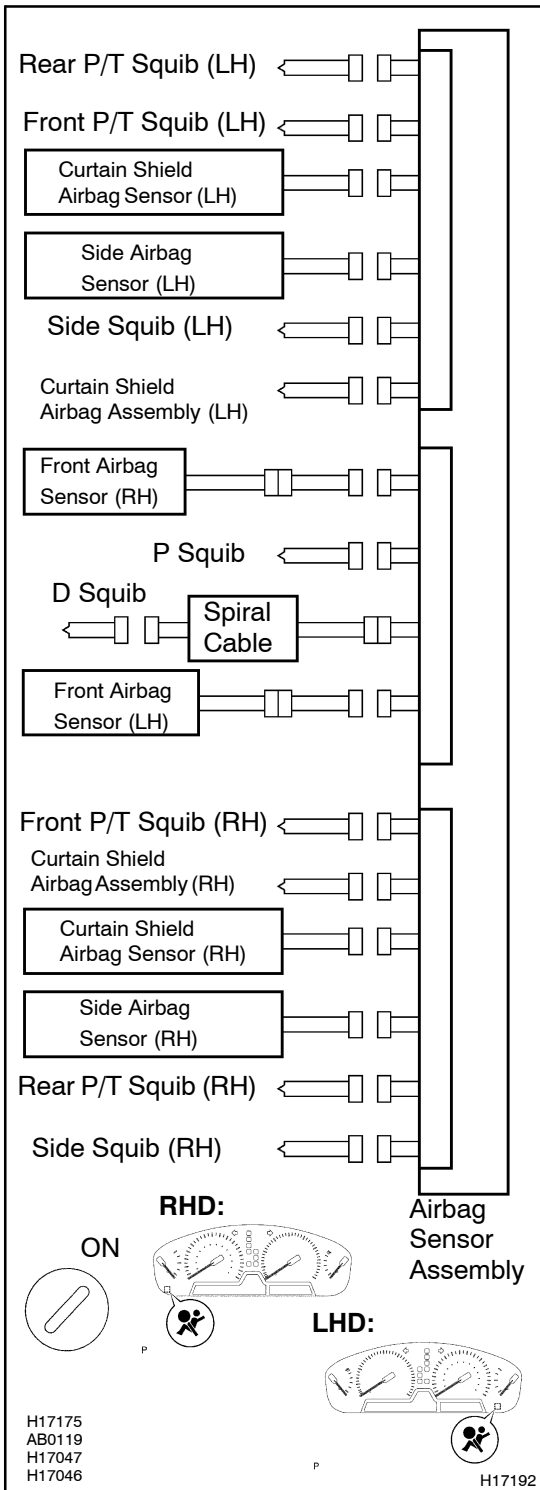 Rear P/T Squib (LH)
Front P/T Squib (LH)
Curtain Shield
Airbag Sensor (LH)
Side Airbag
Sensor (LH)
Side Squib (LH)
Curtain Shield
Airbag Assembly (LH)
Front Airbag
Sensor (RH)
P Squib
D Squib
Spiral
Cable
Front Airbag
Sensor (LH)
Front P/T Squib (RH)
Curtain Shield
Airbag Assembly (RH)
Curtain Shield
Airbag Sensor (RH)
Side Airbag
Sensor (RH)
Rear P/T Squib (RH)
Side Squib (RH)
Airbag
Sensor
Assembly
RHD:
ON
P
LHD:
P
H17175
AB0119
H17047
H17046
H17192